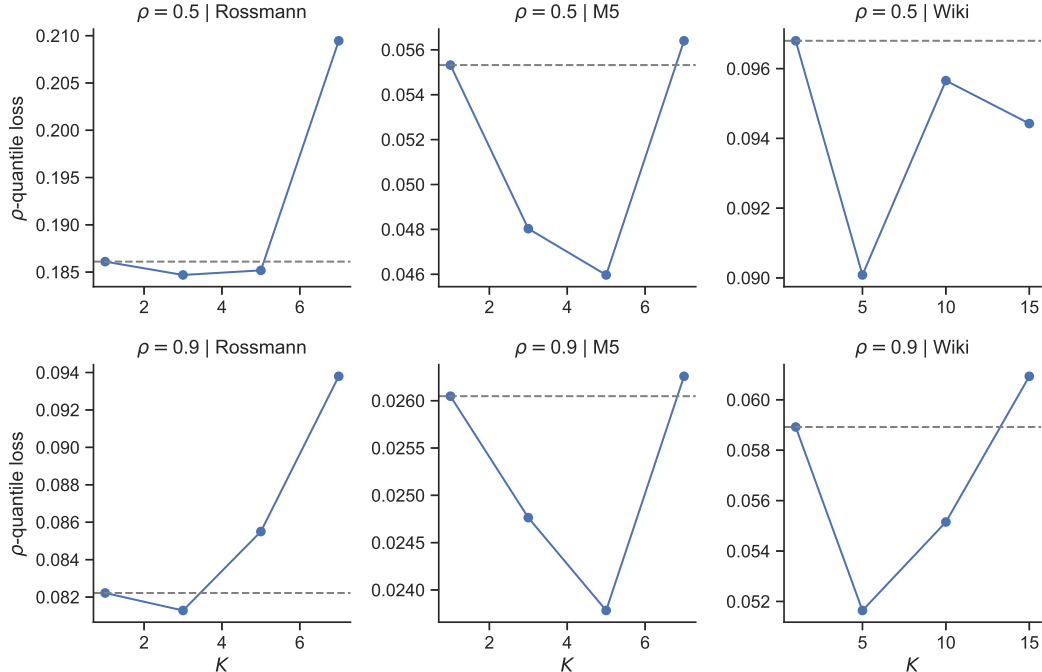 ρ = 0.5 | Rossmann
ρ = 0.5 | M5
ρ = 0.5 | Wiki
ρ-quantile loss
0.210
0.205
0.200
0.195
0.190
0.185
2 4 6
0.056
0.054
0.052
0.050
0.048
0.046
2 4 6
0.096
0.094
0.092
0.090
5 10 15
ρ = 0.9 | Rossmann
ρ = 0.9 | M5
ρ = 0.9 | Wiki
ρ-quantile loss
0.094
0.092
0.090
0.088
0.086
0.084
0.082
2 4 6
K
0.0260
0.0255
0.0250
0.0245
0.0240
2 4 6
K
0.060
0.058
0.056
0.054
0.052
5 10 15
K